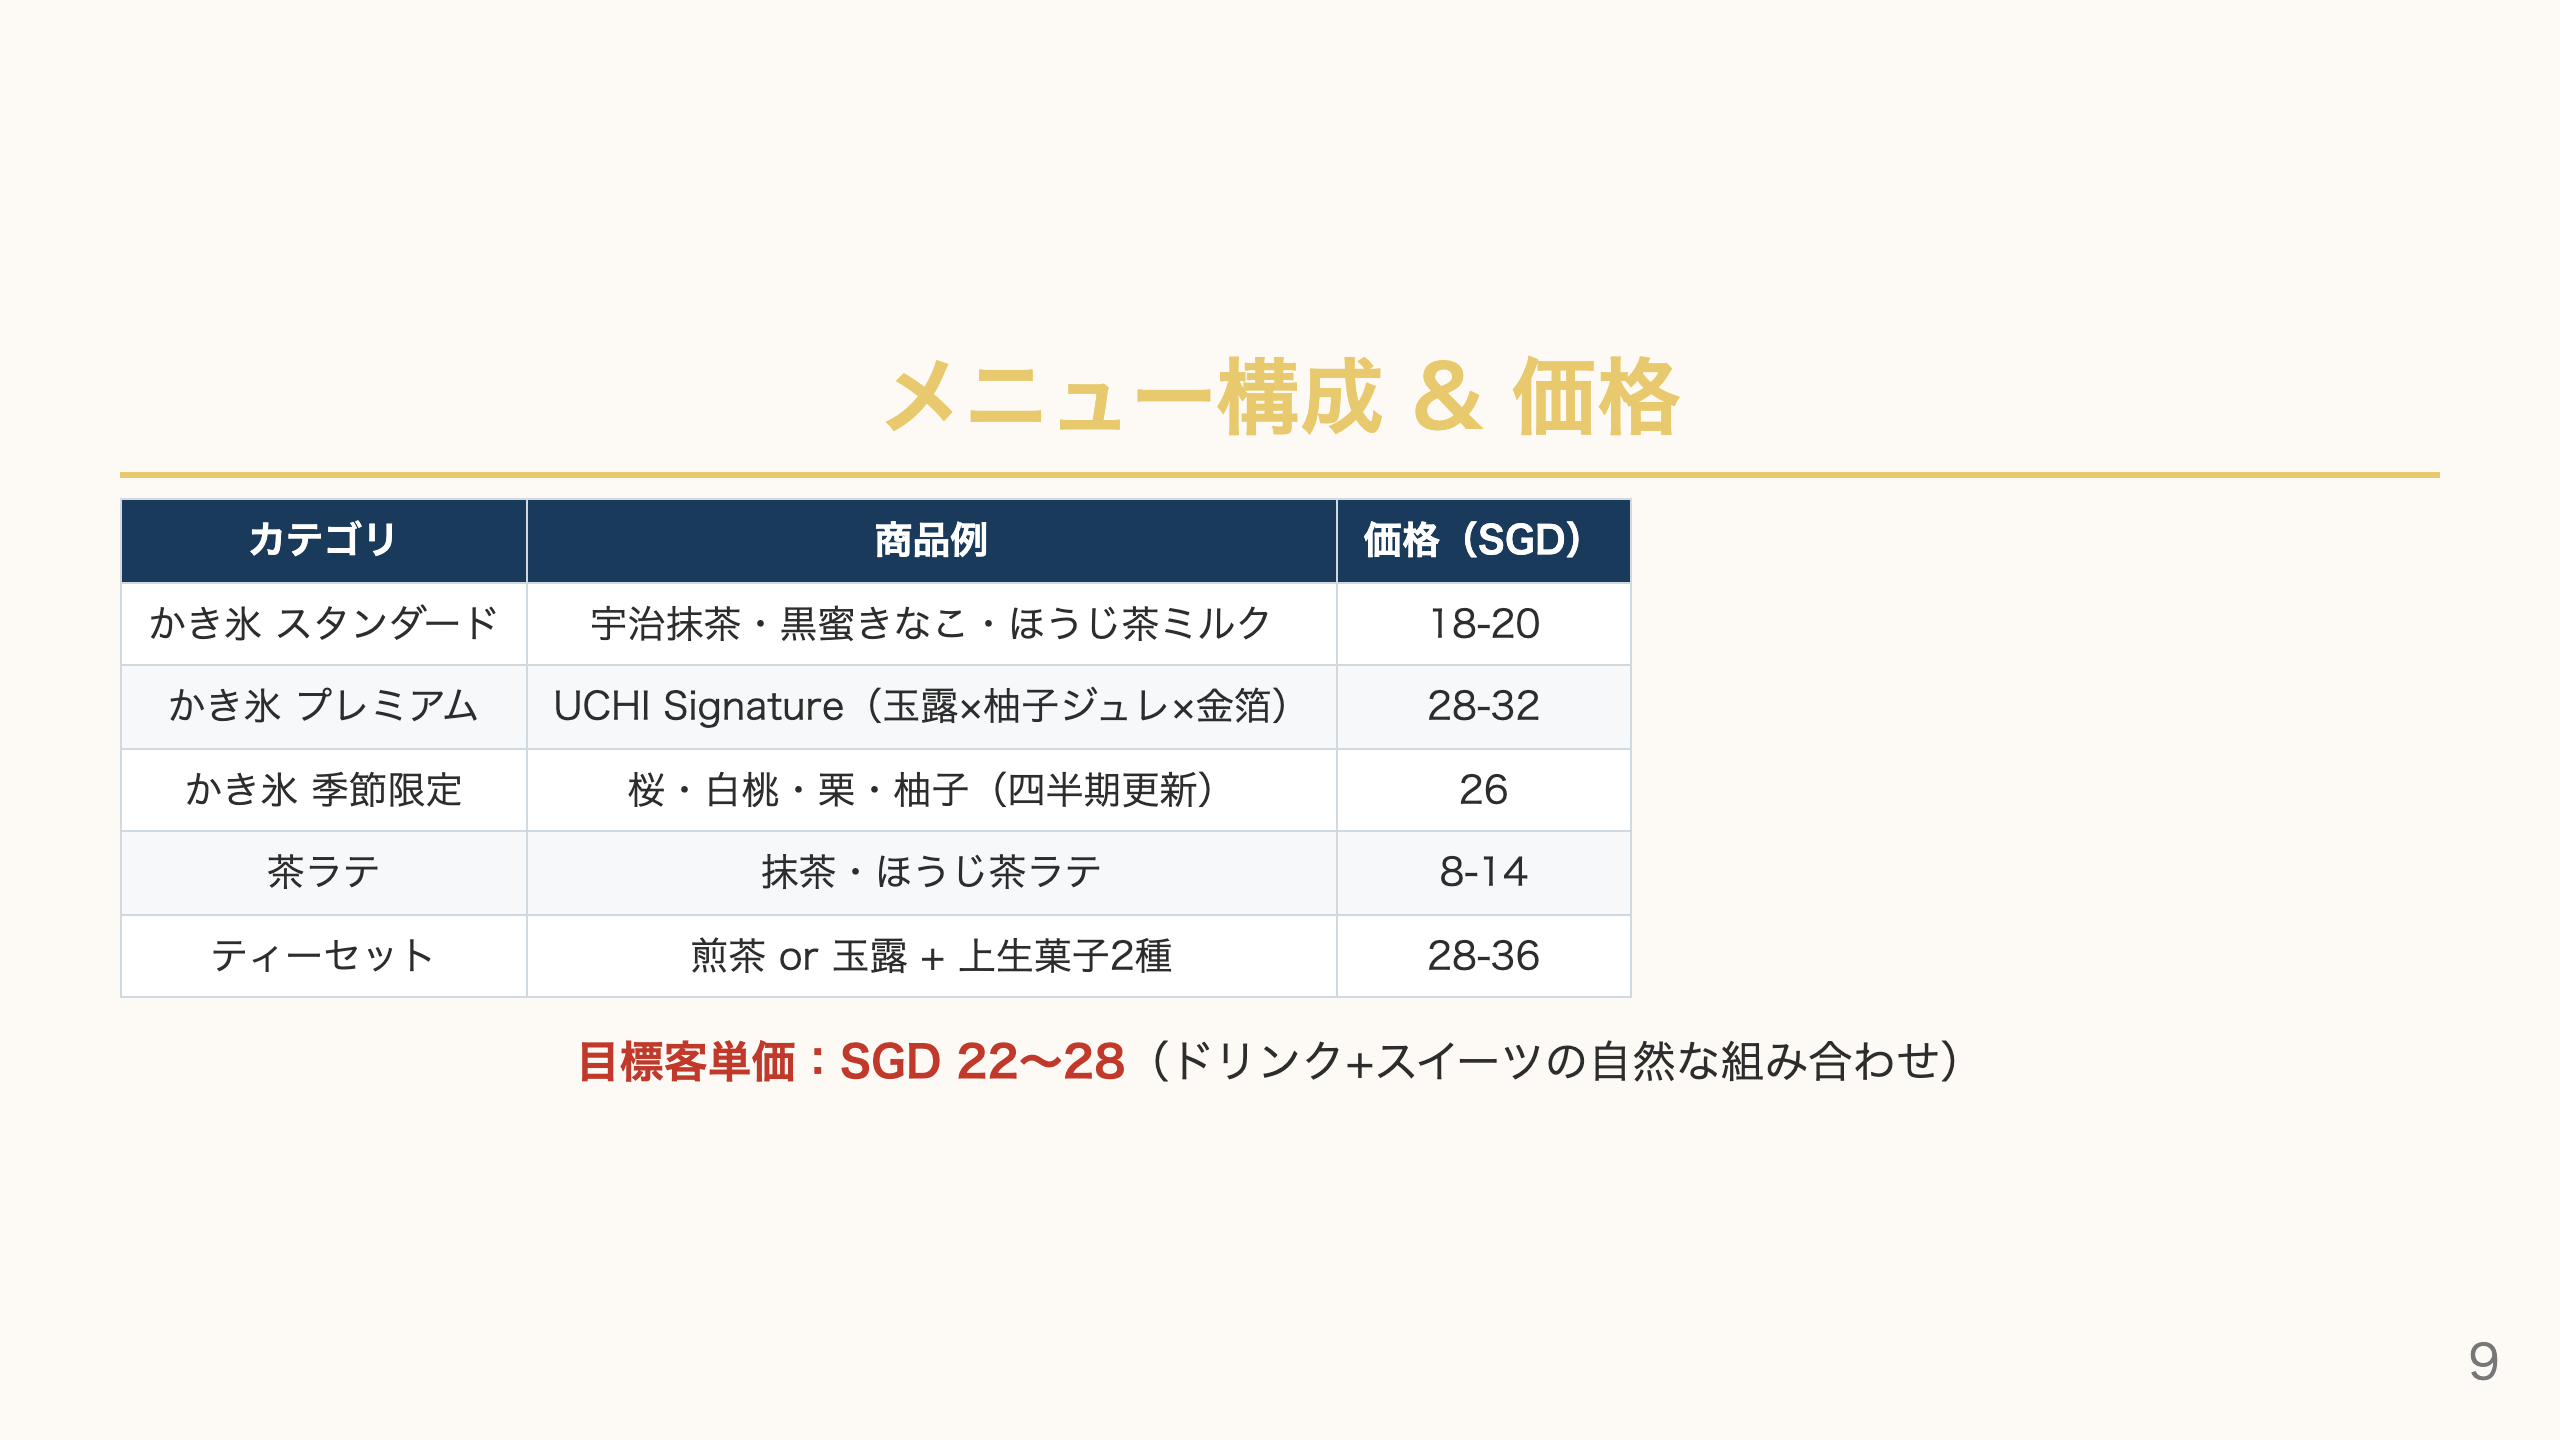 メニュー構成 & 価格
カテゴリ 商品例 価格（SGD）
かき氷 スタンダード 宇治抹茶・黒蜜きなこ・ほうじ茶ミルク 18-20
かき氷 プレミアム UCHI Signature（玉露×柚子ジュレ×金箔） 28-32
かき氷 季節限定 桜・白桃・栗・柚子（四半期更新） 26
茶ラテ 抹茶・ほうじ茶ラテ 8-14
ティーセット 煎茶 or 玉露 + 上生菓子2種 28-36
目標客単価：SGD 22〜28（ドリンク+スイーツの自然な組み合わせ）
9